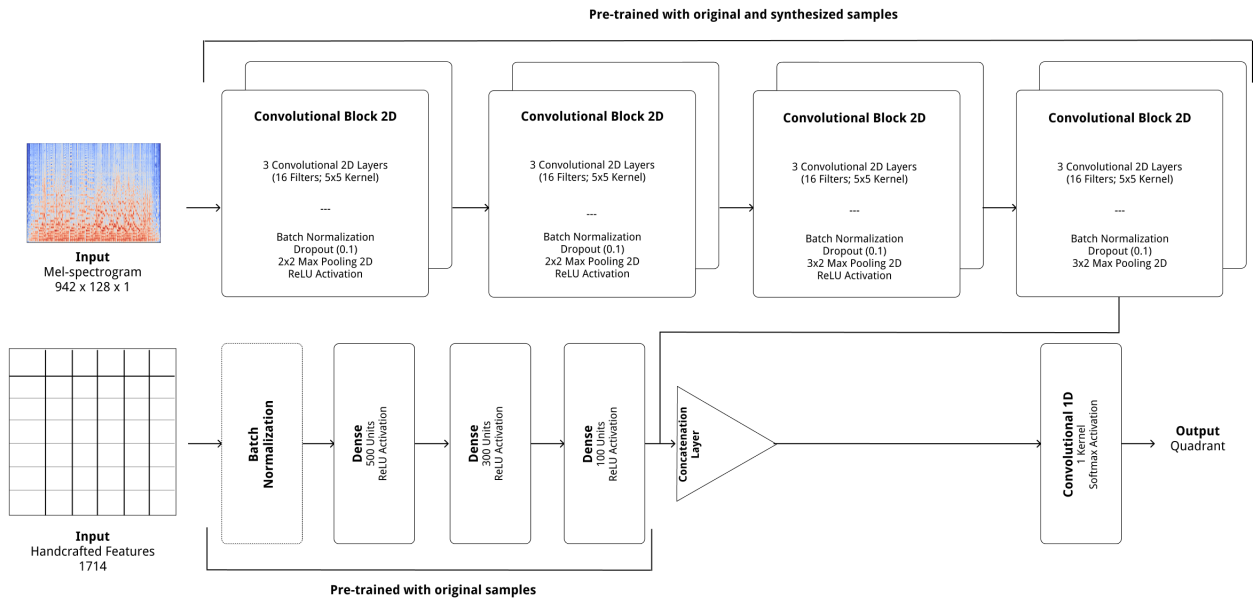 Pre-trained with original and synthesized samples
Convolutional Block 2D
3 Convolutional 2D Layers
(16 Filters; 5x5 Kernel)
---
Batch Normalization
Dropout (0.1)
2x2 Max Pooling 2D
ReLU Activation
Convolutional Block 2D
3 Convolutional 2D Layers
(16 Filters; 5x5 Kernel)
---
Batch Normalization
Dropout (0.1)
2x2 Max Pooling 2D
ReLU Activation
Convolutional Block 2D
3 Convolutional 2D Layers
(16 Filters; 5x5 Kernel)
---
Batch Normalization
Dropout (0.1)
3x2 Max Pooling 2D
ReLU Activation
Convolutional Block 2D
3 Convolutional 2D Layers
(16 Filters; 5x5 Kernel)
---
Batch Normalization
Dropout (0.1)
3x2 Max Pooling 2D
Input
Mel-spectrogram
942 x 128 x 1
Batch
Normalization
Dense
500 Units
ReLU Activation
Dense
300 Units
ReLU Activation
Dense
100 Units
ReLU Activation
Concatenation
Layer
Convolutional 1D
1 Kernel
Softmax Activation
Output
Quadrant
Input
Handcrafted Features
1714
Pre-trained with original samples